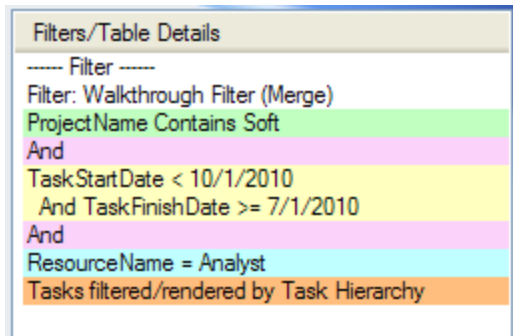 Filters/Table Details
------ Filter ------
Filter: Walkthrough Filter (Merge)
ProjectName Contains Soft
And
TaskStartDate < 10/1/2010
And TaskFinishDate >= 7/1/2010
And
ResourceName = Analyst
Tasks filtered/rendered by Task Hierarchy